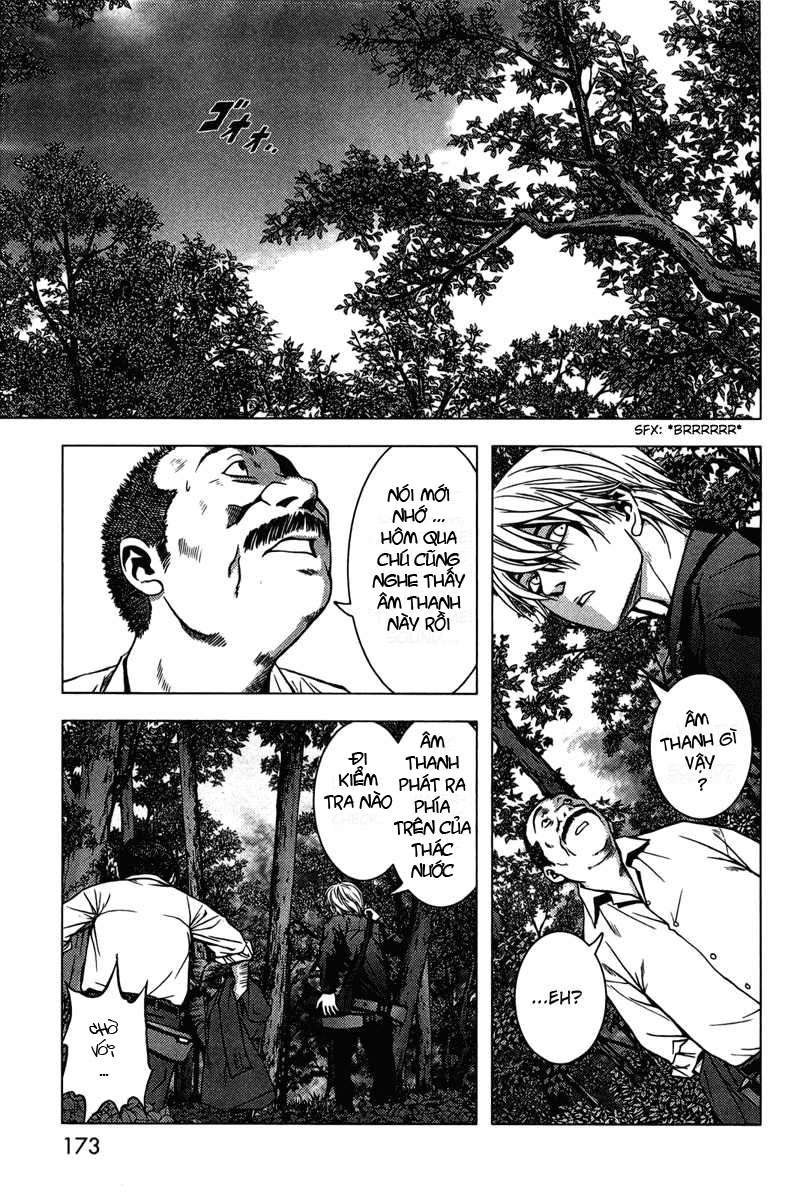 ゴォォ..
SFX: *BRRRRRR*
ÂM
THANH GÌ
VẬY
?
...EH?
NÓI MỚI
NHỚ ...
HÔM QUA
CHÚ CŨNG
NGHE THẤY
ÂM THANH
NÀY RỒI
ÂM
THANH
PHÁT RA
PHÍA
TRÊN CỦA
THÁC
NƯỚC
ĐI
KIỂM
TRA NÀO
CHỜ
VỚI
...
173